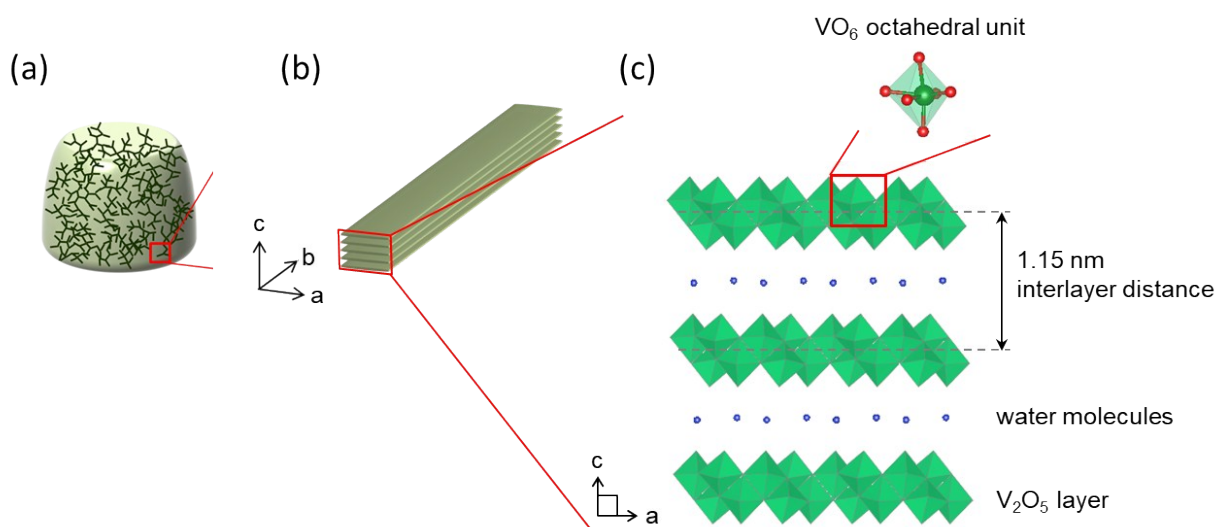 VO₆ octahedral unit
(a)
(b)
(c)
c
b
a
1.15 nm
interlayer distance
water molecules
c
a
V₂O₅ layer